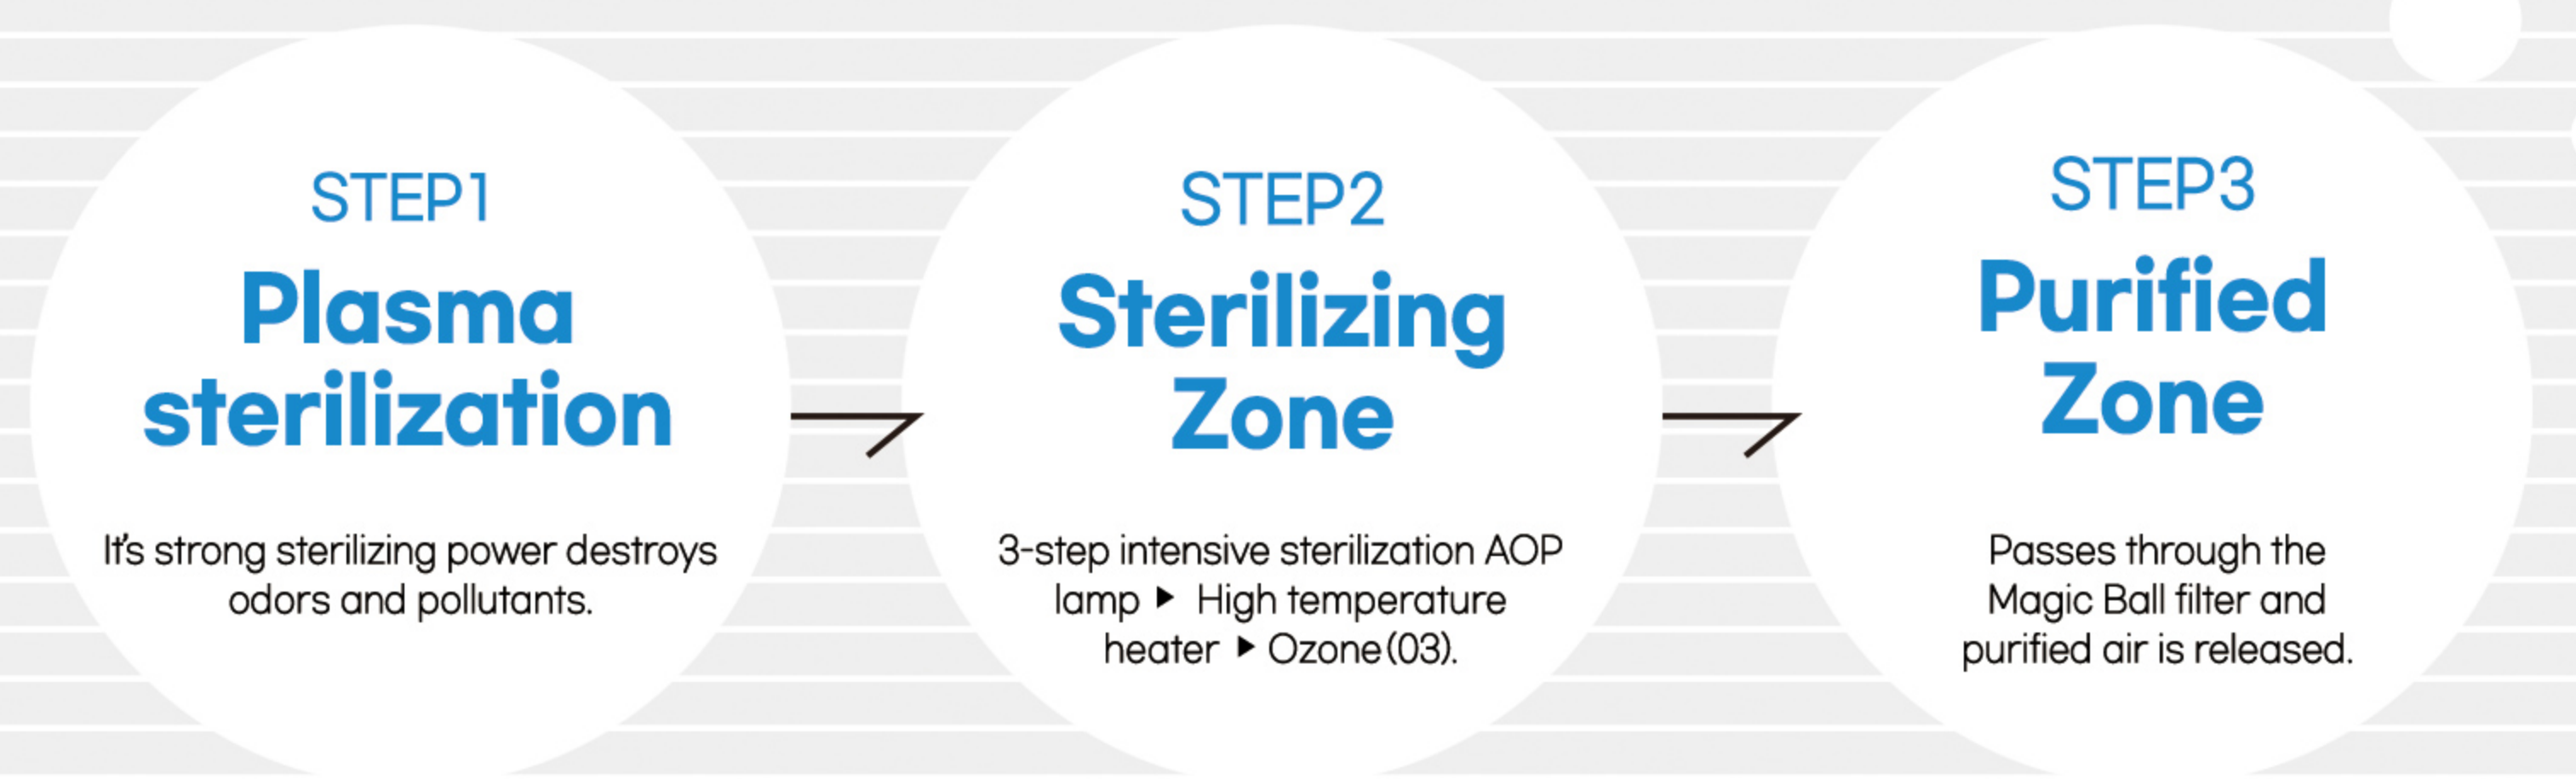 STEP1
Plasma
sterilization
It's strong sterilizing power destroys
odors and pollutants.
STEP2
Sterilizing
Zone
3-step intensive sterilization AOP
lamp ▶ High temperature
heater ▶ Ozone(03).
STEP3
Purified
Zone
Passes through the
Magic Ball filter and
purified air is released.